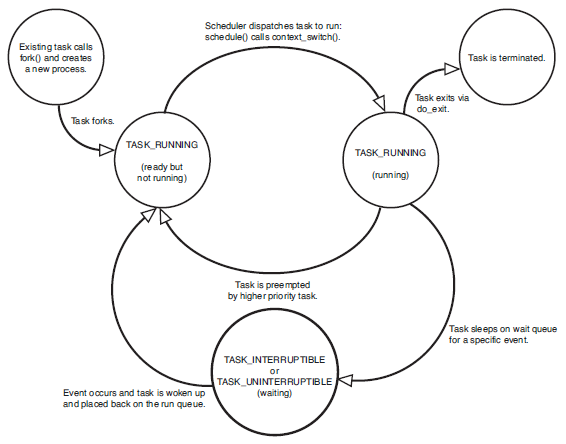 Scheduler dispatches task to run:
schedule() calls context_switch().
Existing task calls
fork() and creates
a new process.
Task is terminated.
Task forks.
Task exits via
do_exit.
TASK_RUNNING
(ready but
not running)
TASK_RUNNING
(running)
Task is preempted
by higher priority task.
Task sleeps on wait queue
for a specific event.
TASK_INTERRUPTIBLE
or
TASK_UNINTERRUPTIBLE
(waiting)
Event occurs and task is woken up
and placed back on the run queue.